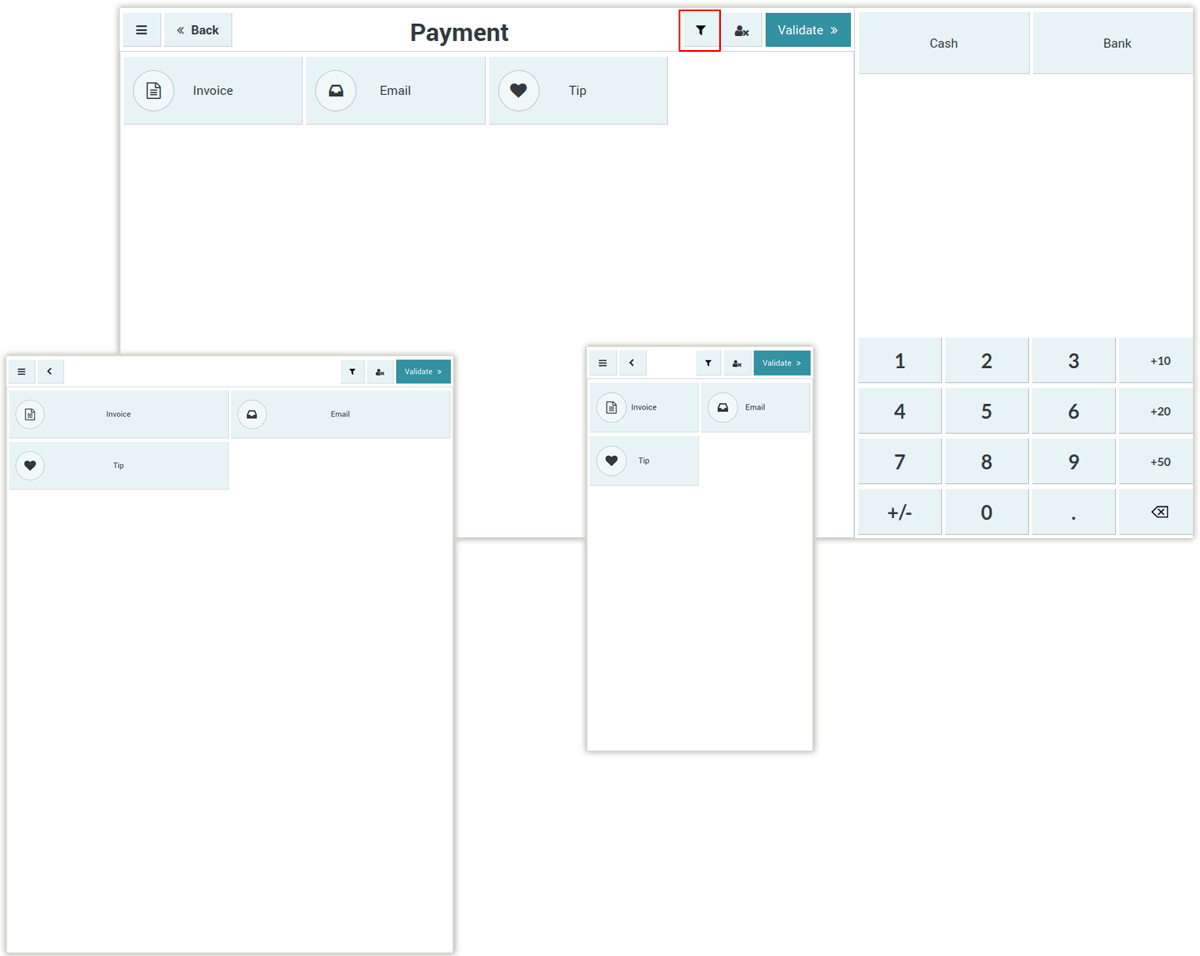 Back
Payment
Validate
Cash
Bank
Invoice
Email
Tip
1 2 3 +10
4 5 6 +20
7 8 9 +50
+/- 0 .
Validate
Invoice
Email
Tip
Validate
Invoice
Email
Tip